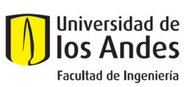 Universidad de
los Andes
Facultad de Ingeniería